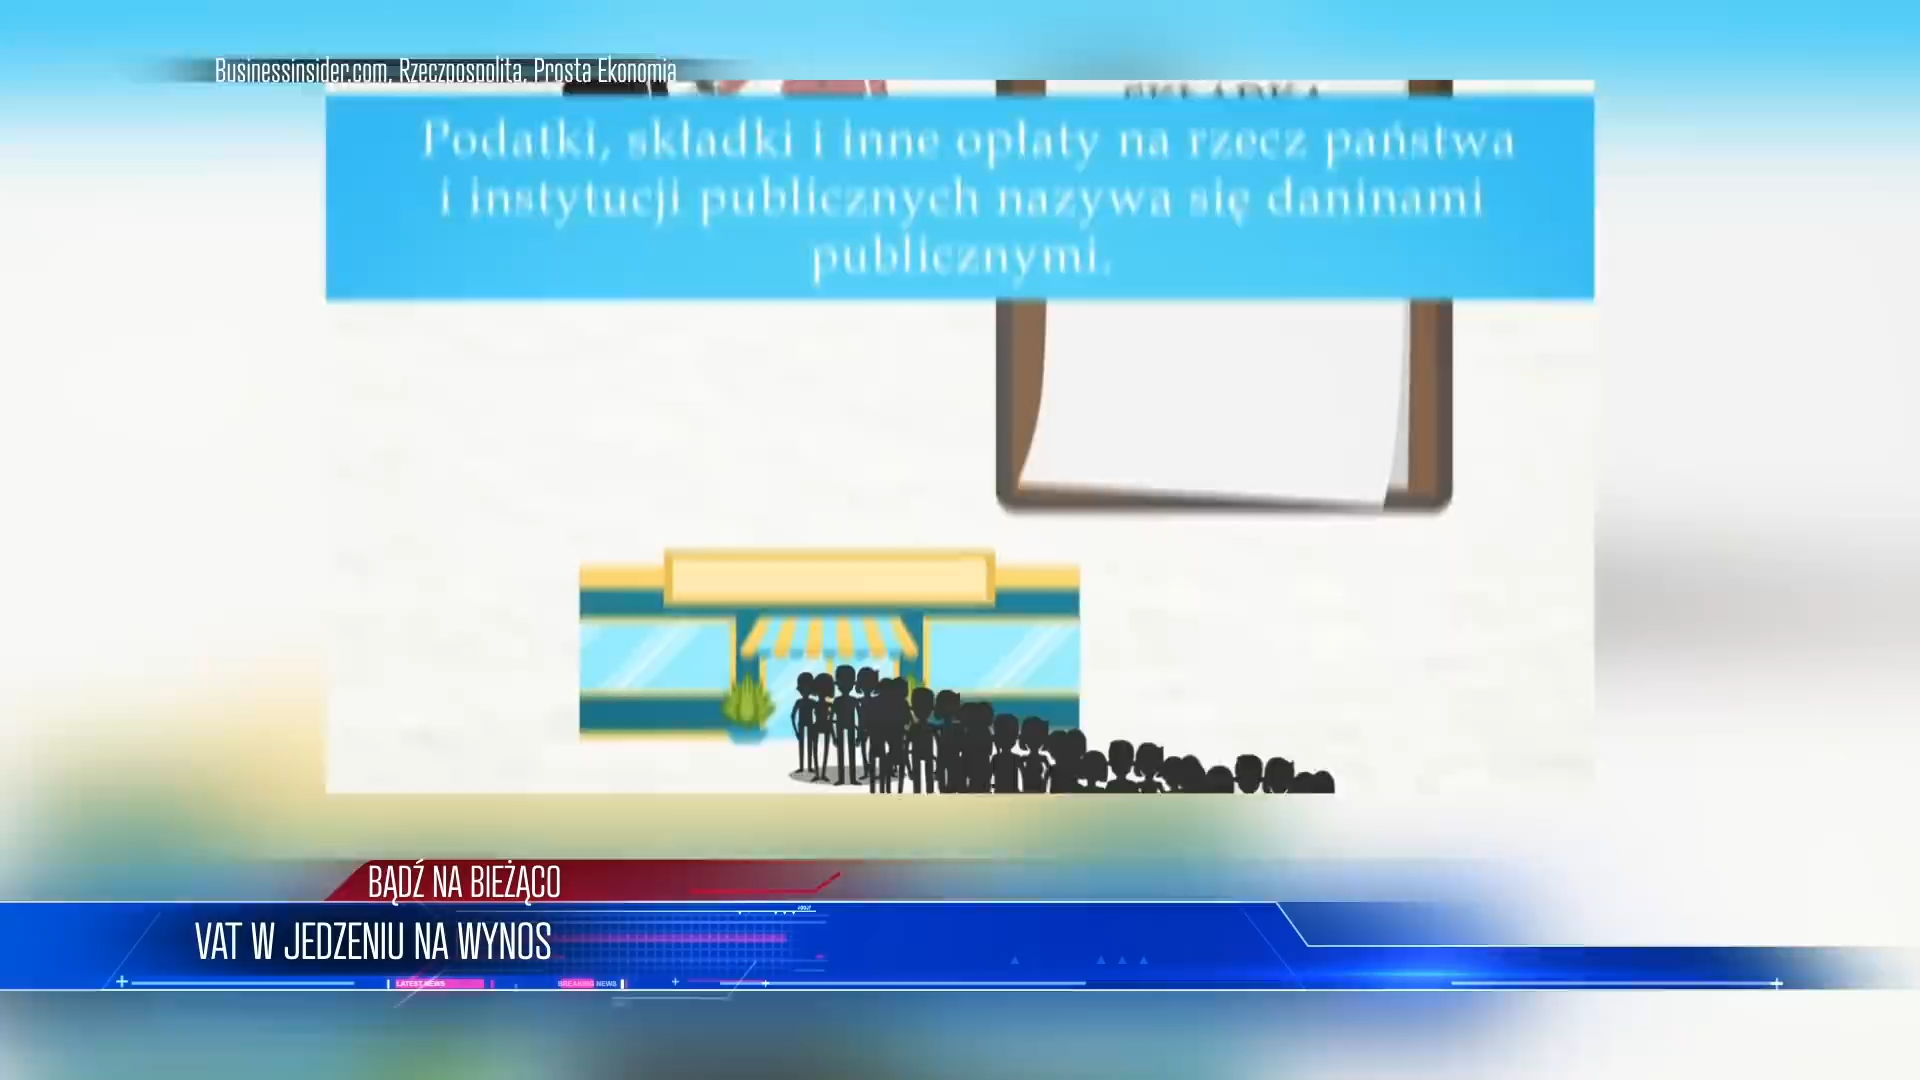 Businessinsider.com, Rzeczpospolita, Prosta Ekonomia
Podatki, składki i inne opłaty na rzecz państwa
i instytucji publicznych nazywa się daninami
publicznymi.
BĄDŹ NA BIEŻĄCO
VAT W JEDZENIU NA WYNOS
LATEST NEWS
BREAKING NEWS